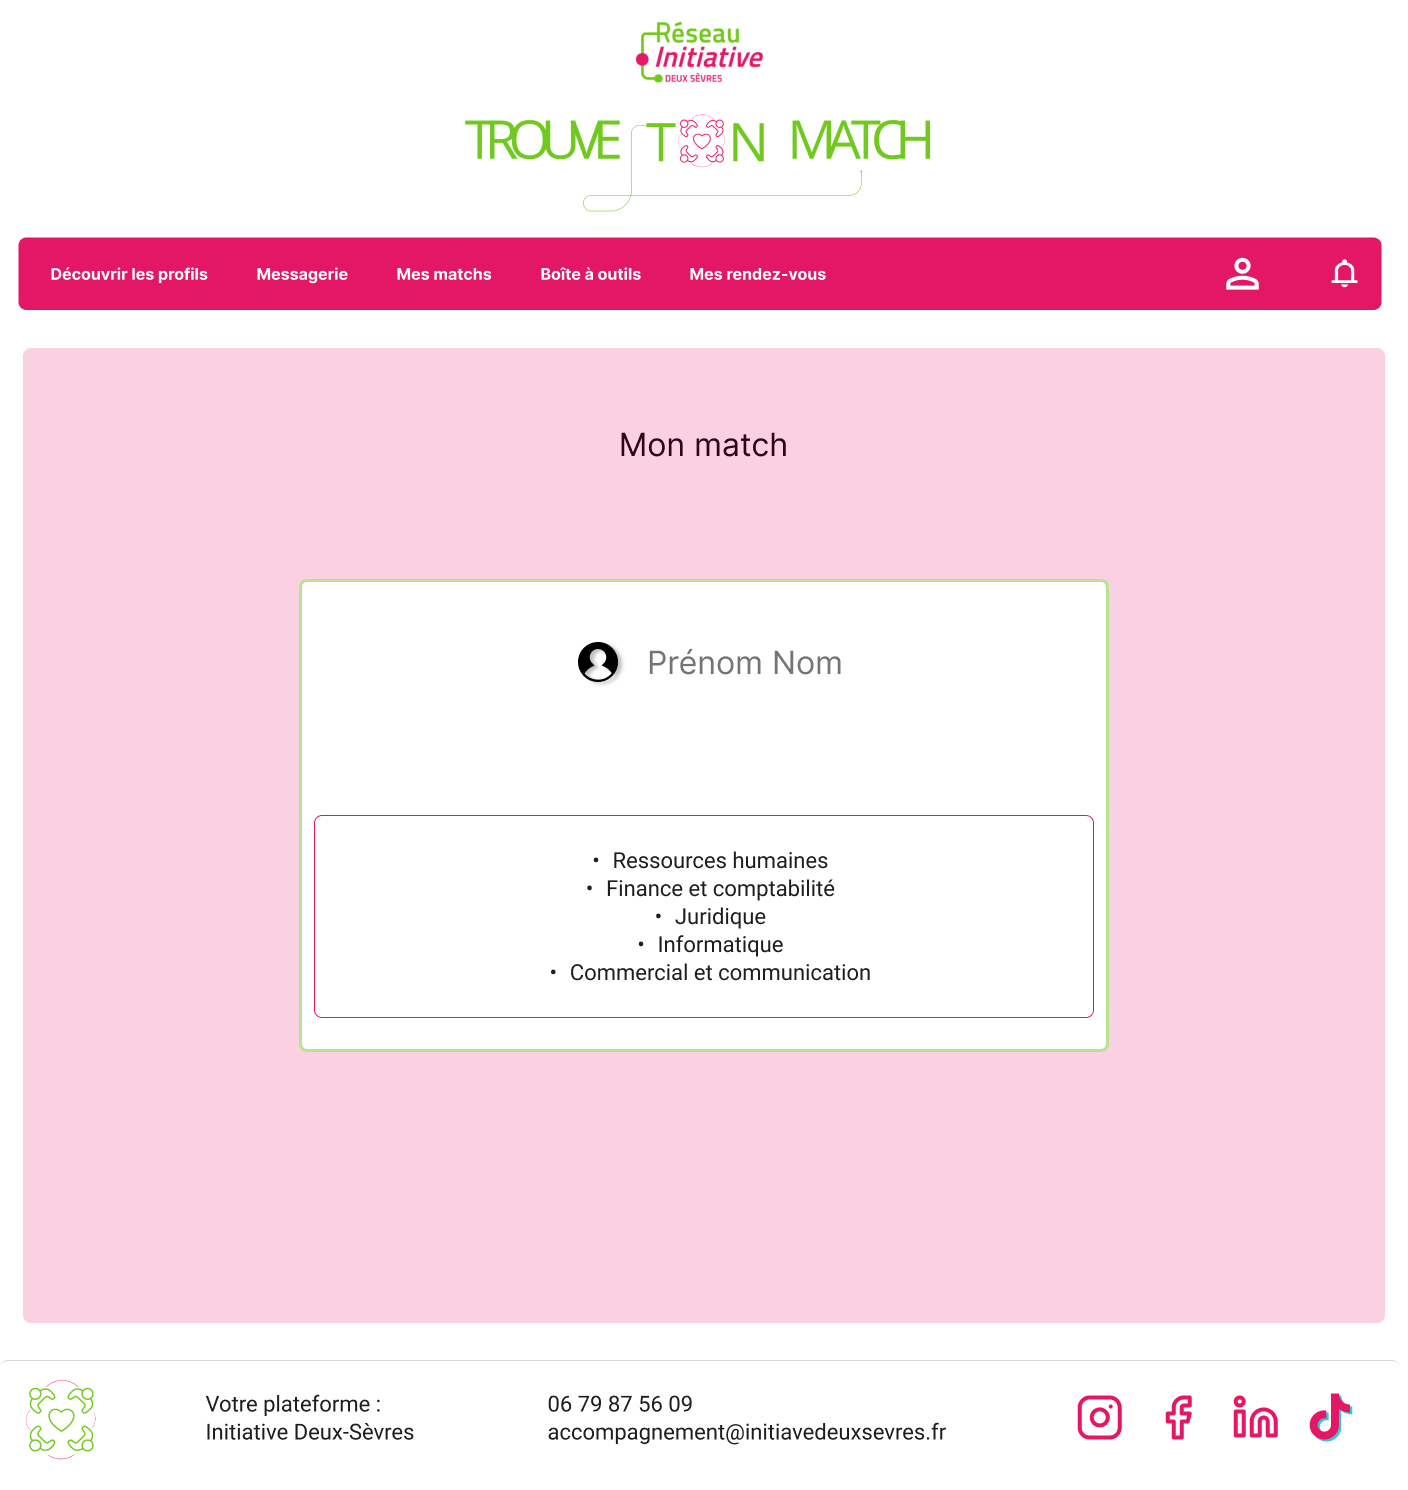 Réseau
Initiative
DEUX SÈVRES
TROUVE TON MATCH
Découvrir les profils
Messagerie
Mes matchs
Boîte à outils
Mes rendez-vous
Mon match
Prénom Nom
• Ressources humaines
• Finance et comptabilité
• Juridique
• Informatique
• Commercial et communication
Votre plateforme :
Initiative Deux-Sèvres
06 79 87 56 09
accompagnement@initiavedeuxsevres.fr